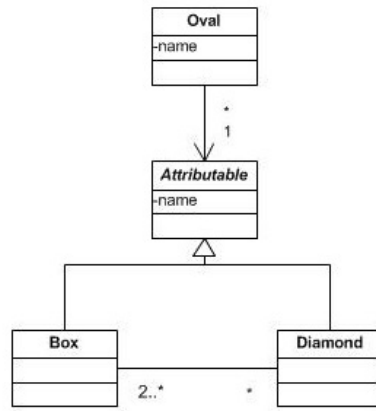 Oval
-name
*
1
Attributable
-name
Box
Diamond
2..*
*